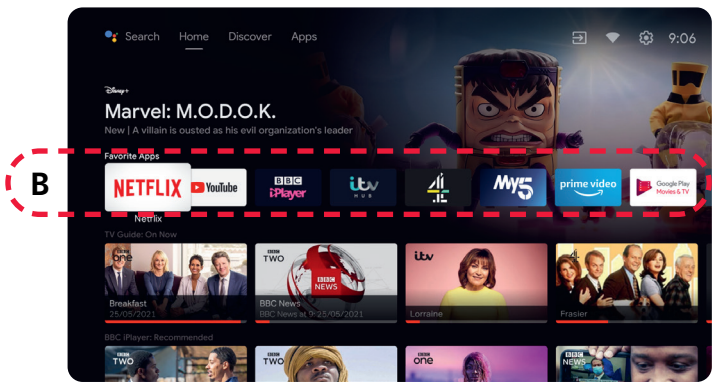 Search Home Discover Apps 9:06
Disney+
Marvel: M.O.D.O.K.
New | A villain is ousted as his evil organization's leader
Favorite Apps
B
NETFLIX YouTube BBC iPlayer itv HUB 4 My5 prime video Google Play Movies & TV
Netflix
TV Guide: On Now
BBC one BBC TWO BBC NEWS itv 4
Breakfast BBC News Lorraine Frasier
25/05/2021 BBC News at 9: 25/05/2021
BBC iPlayer: Recommended
BBC TWO BBC TWO BBC one BBC NEWS